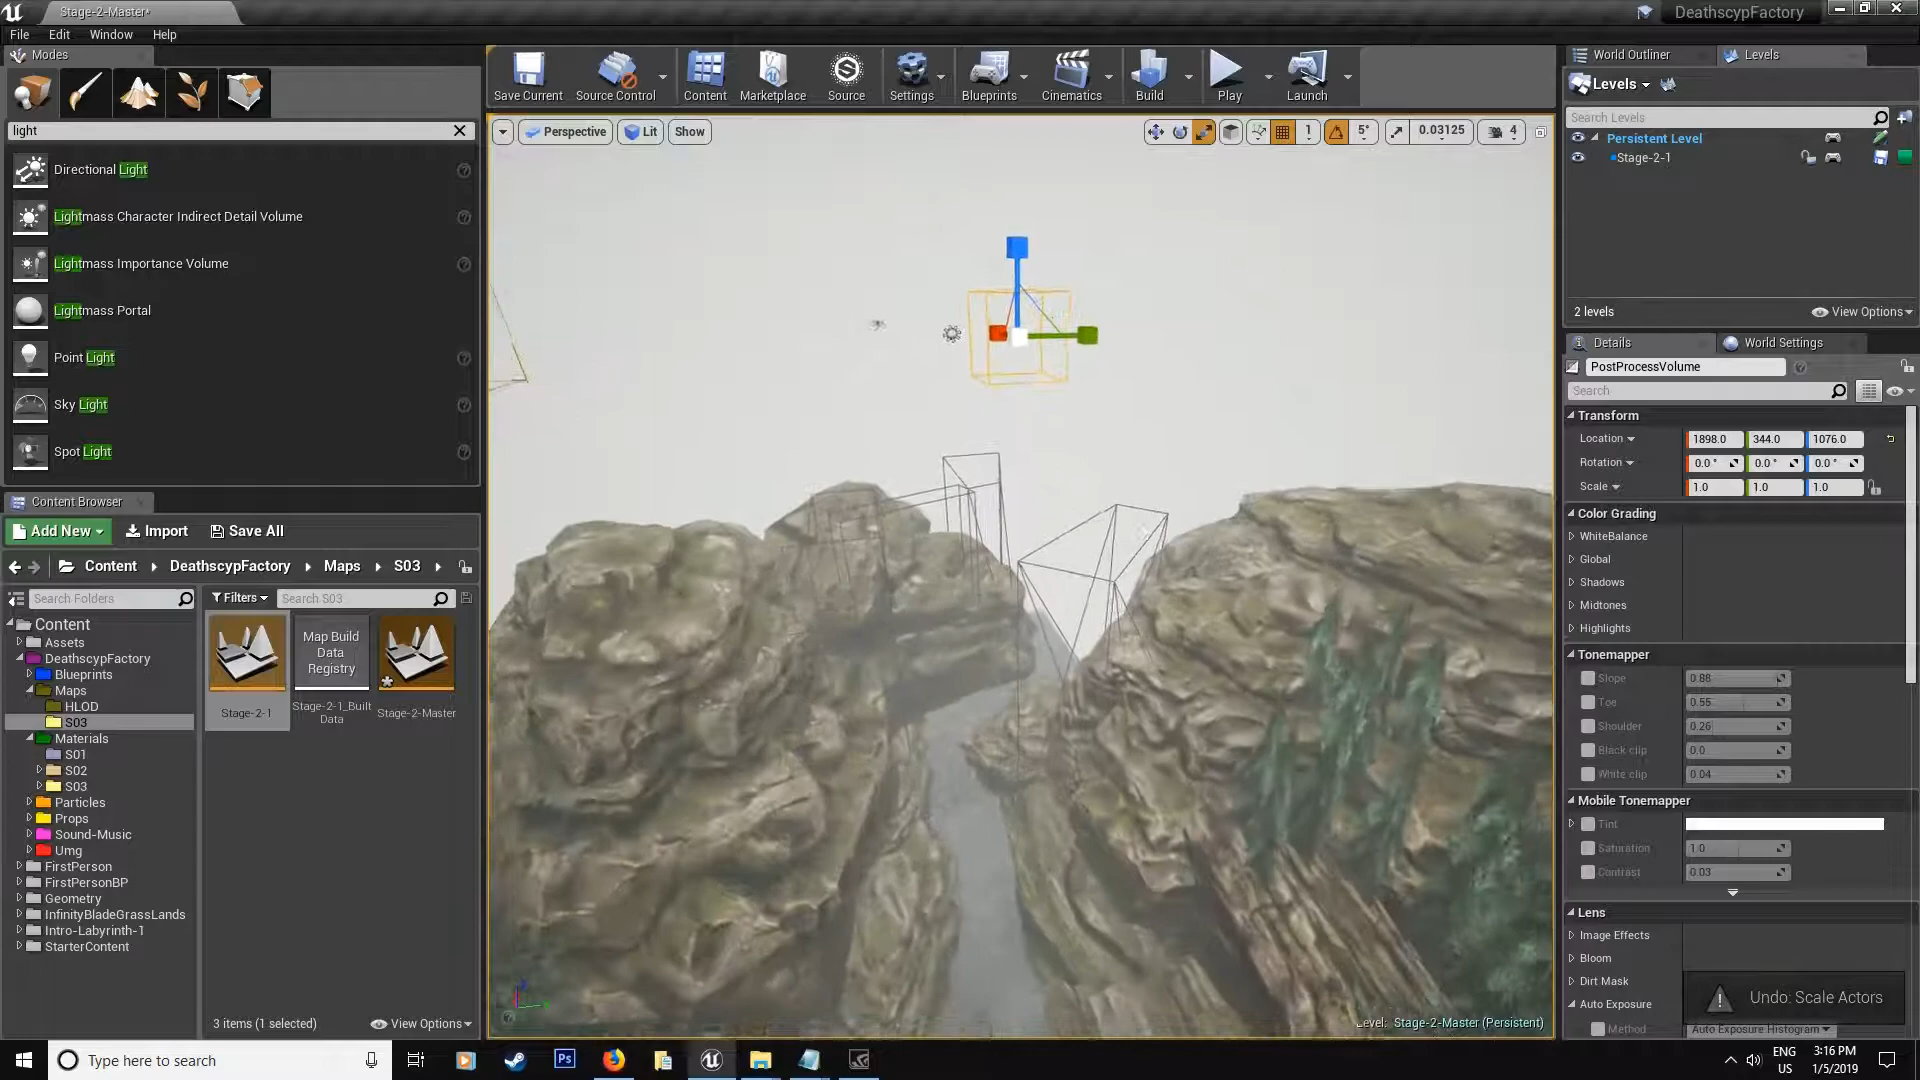 Stage-2-Master*
DeathscypFactory
File Edit Window Help
Modes
light
Directional Light
Lightmass Character Indirect Detail Volume
Lightmass Importance Volume
Lightmass Portal
Point Light
Sky Light
Spot Light
Content Browser
Add New Import Save All
Content DeathscypFactory Maps S03
Search Folders
Content
Assets
DeathscypFactory
Blueprints
Maps
HLOD
S03
Materials
S01
S02
S03
Particles
Props
Sound-Music
Umg
FirstPerson
FirstPersonBP
Geometry
InfinityBladeGrassLands
Intro-Labyrinth-1
StarterContent
Filters Search S03
Map Build
Data
Registry
Stage-2-1 Stage-2-1_Built Stage-2-Master
Data
3 items (1 selected) View Options
Save Current Source Control Content Marketplace Source Settings Blueprints Cinematics Build Play Launch
Perspective Lit Show
1 5° 0.03125 4
Level: Stage-2-Master (Persistent)
World Outliner Levels
Levels
Search Levels
Persistent Level
Stage-2-1
2 levels View Options
Details World Settings
PostProcessVolume
Search
Transform
Location 1898.0 344.0 1076.0
Rotation 0.0 ° 0.0 ° 0.0 °
Scale 1.0 1.0 1.0
Color Grading
WhiteBalance
Global
Shadows
Midtones
Highlights
Tonemapper
Slope 0.88
Toe 0.55
Shoulder 0.26
Black clip 0.0
White clip 0.04
Mobile Tonemapper
Tint
Saturation 1.0
Contrast 0.03
Lens
Image Effects
Bloom
Dirt Mask
Auto Exposure
Method Auto Exposure Histogram
Undo: Scale Actors
Type here to search
Ps
ENG
US
3:16 PM
1/5/2019